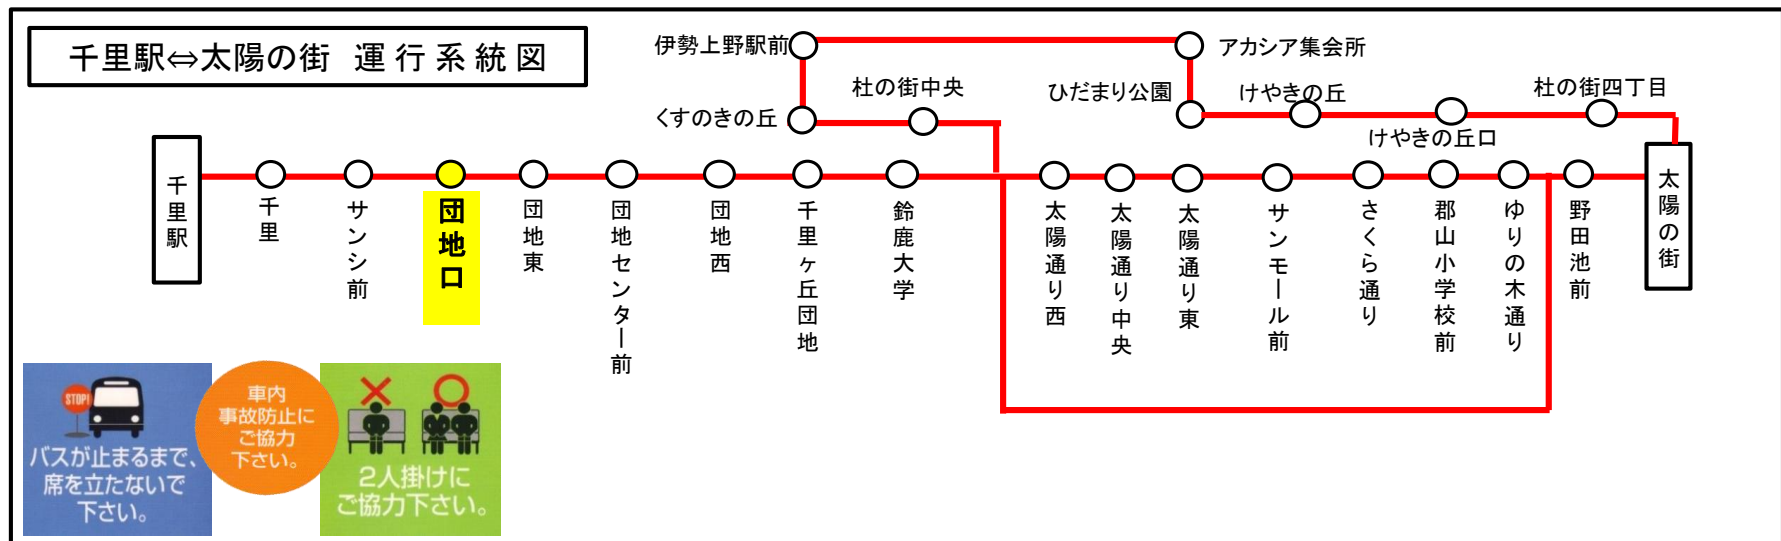 千里駅⇔太陽の街 運行系統図
伊勢上野駅前
アカシア集会所
杜の街中央
くすのきの丘
ひだまり公園
けやきの丘
杜の街四丁目
けやきの丘口
千里駅
千里
サンシ前
団地口
団地東
団地センター前
団地西
千里ヶ丘団地
鈴鹿大学
太陽通り西
太陽通り中央
太陽通り東
サンモール前
さくら通り
郡山小学校前
ゆりの木通り
野田池前
太陽の街
STOP!
バスが止まるまで、
席を立たないで
下さい。
車内
事故防止に
ご協力
下さい。
2人掛けに
ご協力下さい。